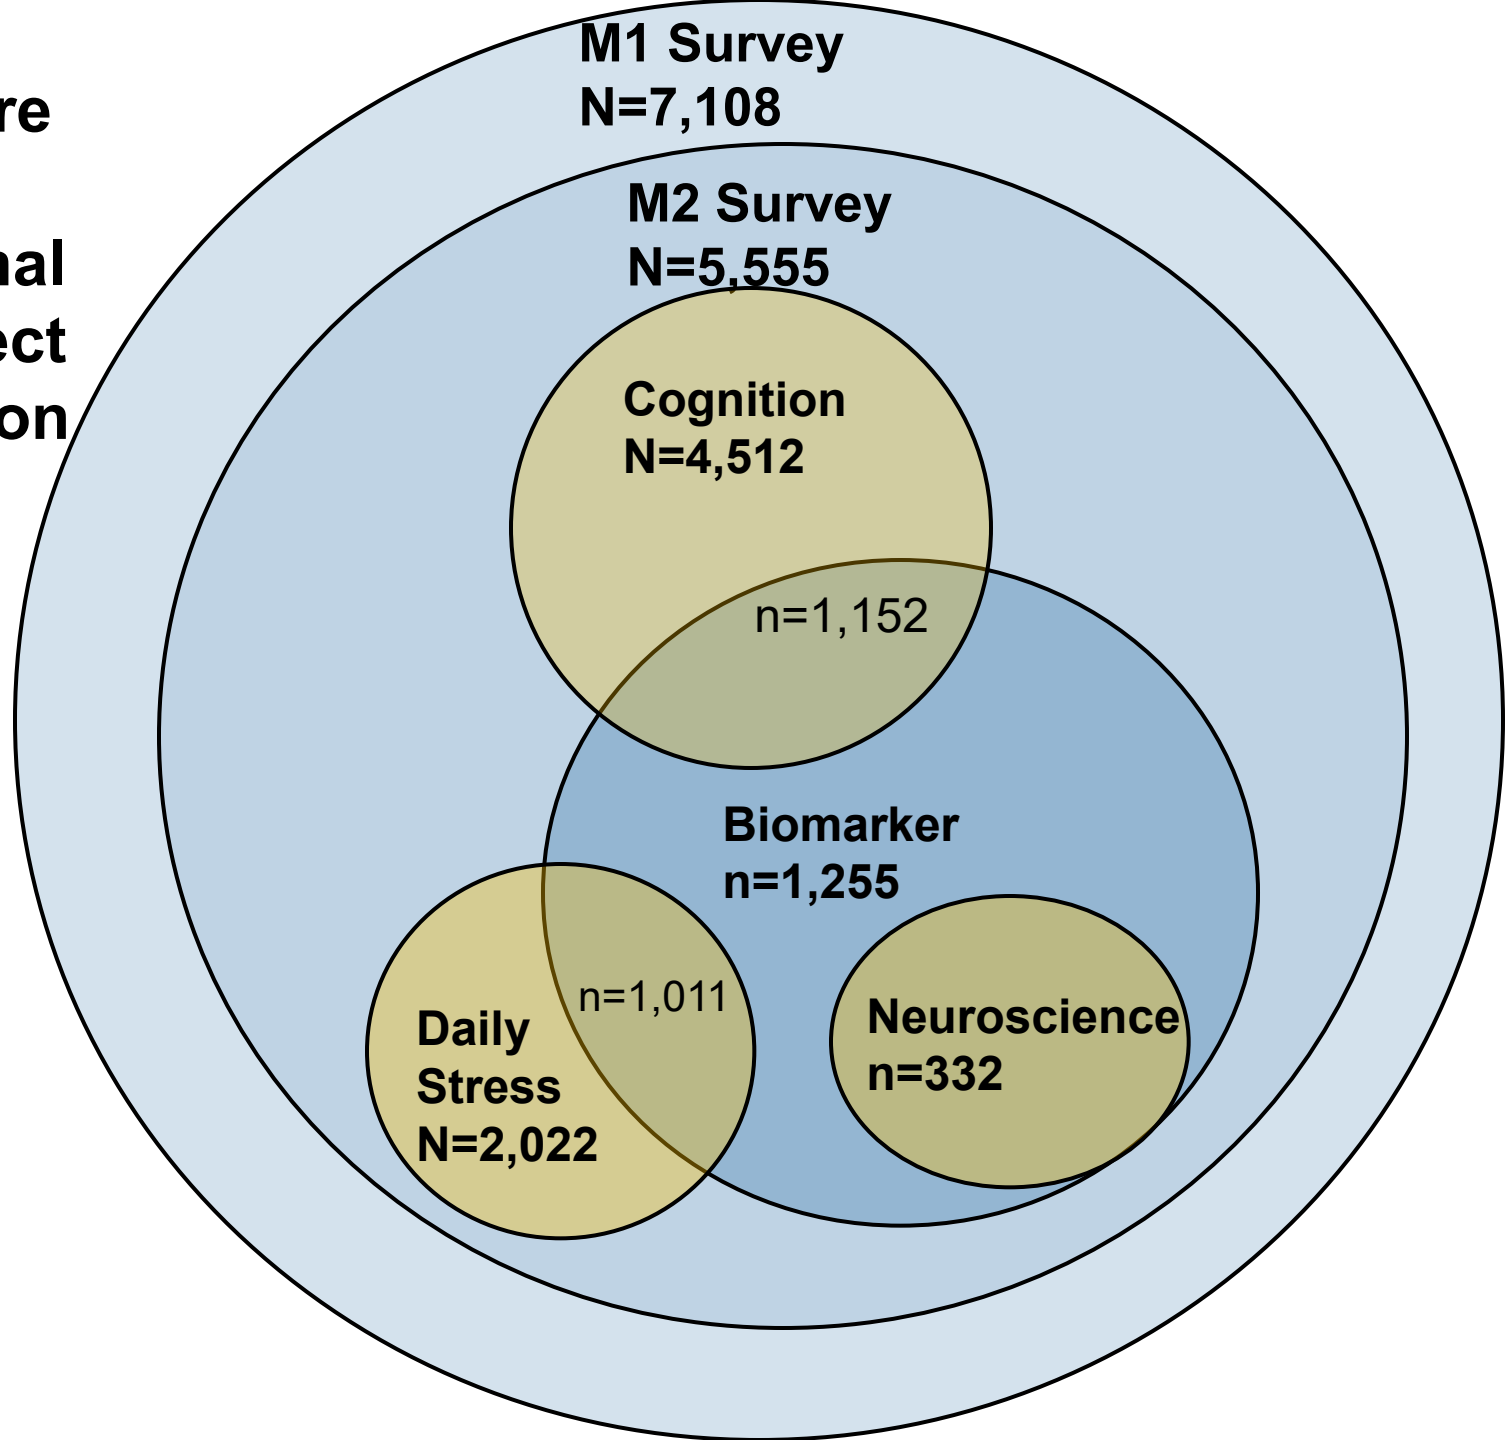 re
nal
ect
on
M1 Survey
N=7,108
M2 Survey
N=5,555
Cognition
N=4,512
n=1,152
Biomarker
n=1,255
n=1,011
Daily
Stress
N=2,022
Neuroscience
n=332